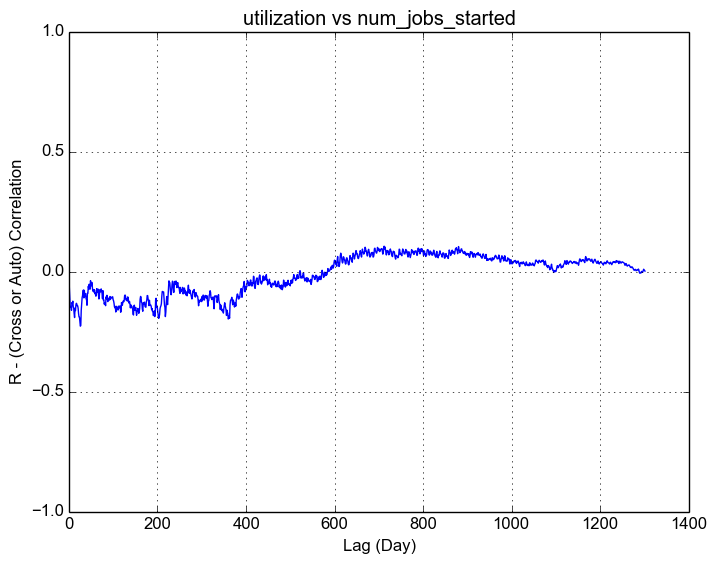 utilization vs num_jobs_started
1.0
0.5
0.0
−0.5
−1.0
R - (Cross or Auto) Correlation
0 200 400 600 800 1000 1200 1400
Lag (Day)